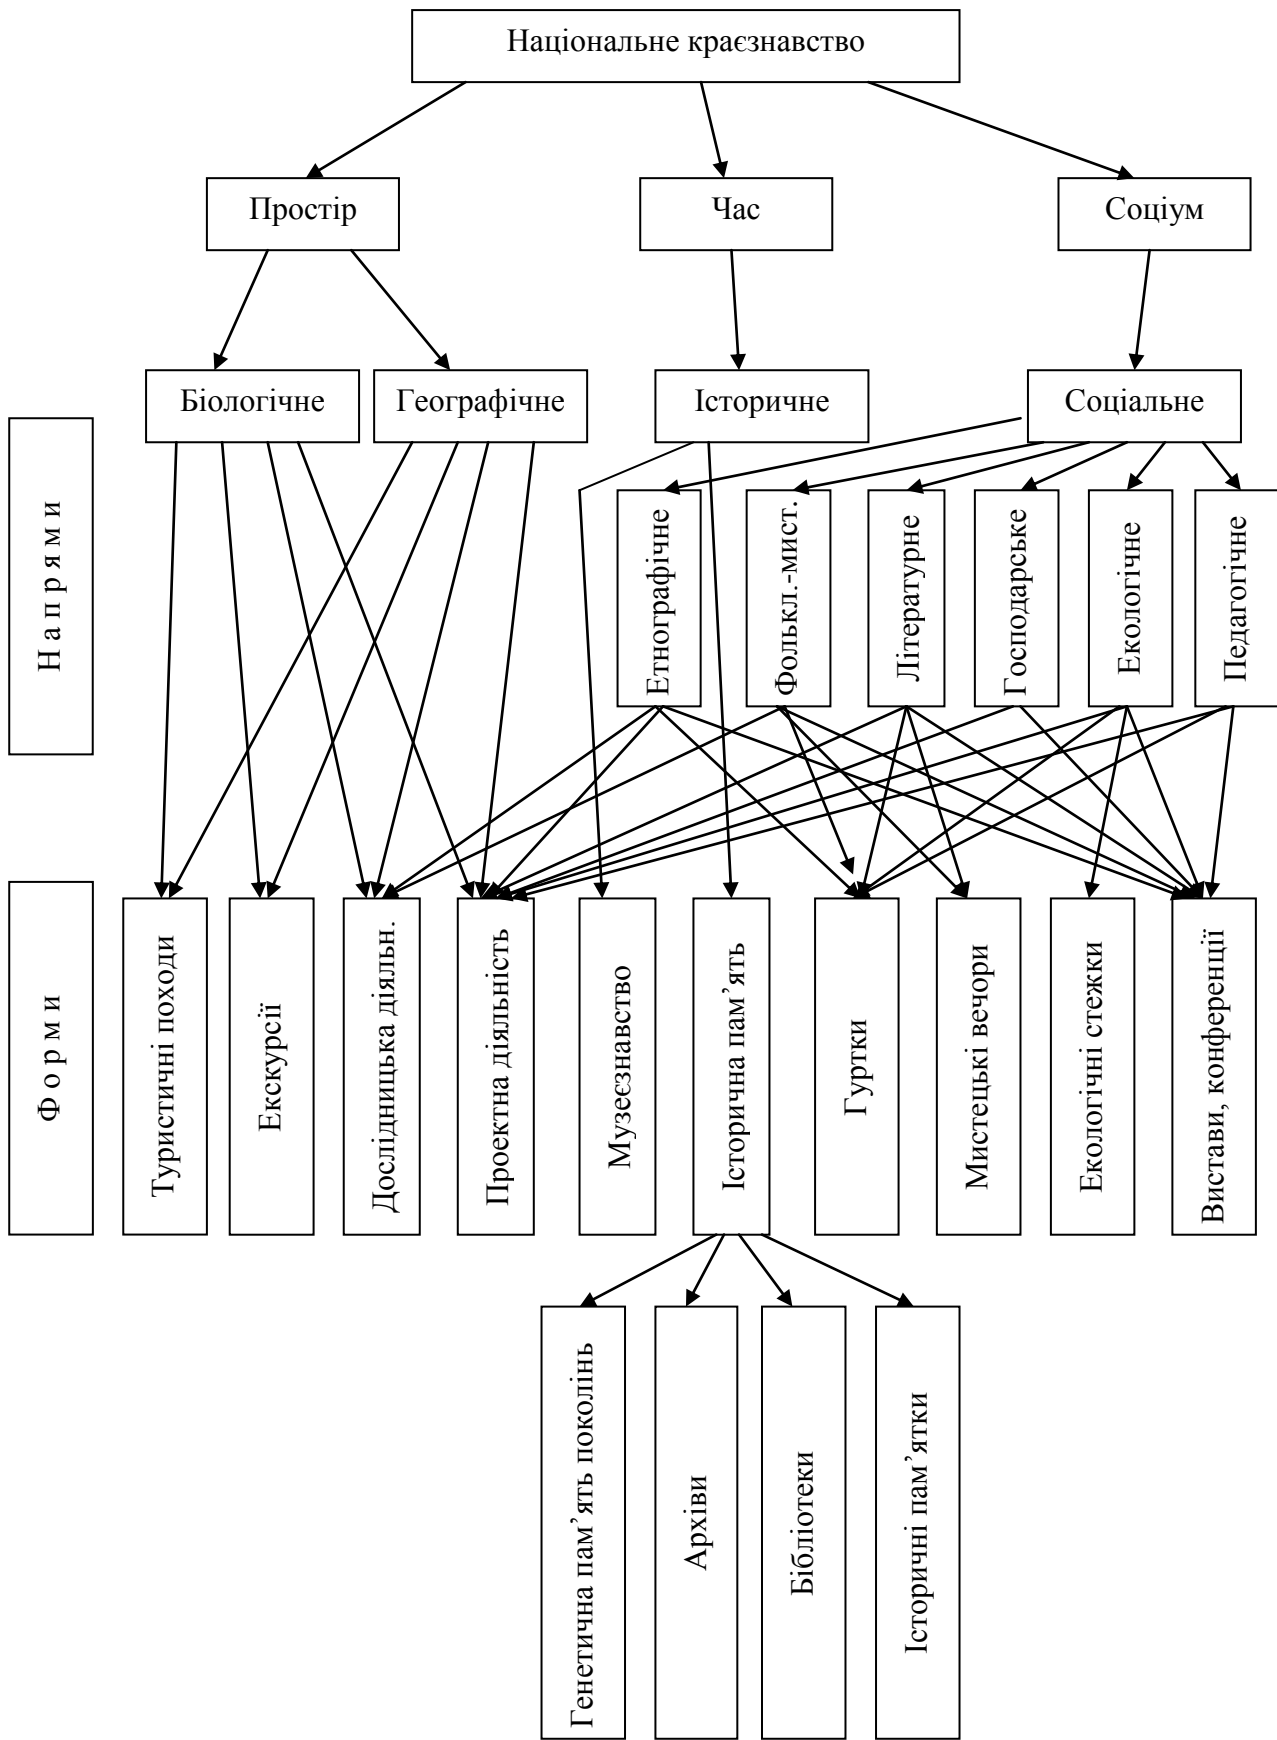 Національне краєзнавство
Простір
Час
Соціум
Біологічне
Географічне
Історичне
Соціальне
Н а п р я м и
Етнографічне
Фолькл.-мист.
Літературне
Господарське
Екологічне
Педагогічне
Ф о р м и
Туристичні походи
Екскурсії
Дослідницька діяльн.
Проектна діяльність
Музеєзнавство
Історична пам’ять
Гуртки
Мистецькі вечори
Екологічні стежки
Вистави, конференції
Генетична пам’ять поколінь
Архіви
Бібліотеки
Історичні пам’ятки